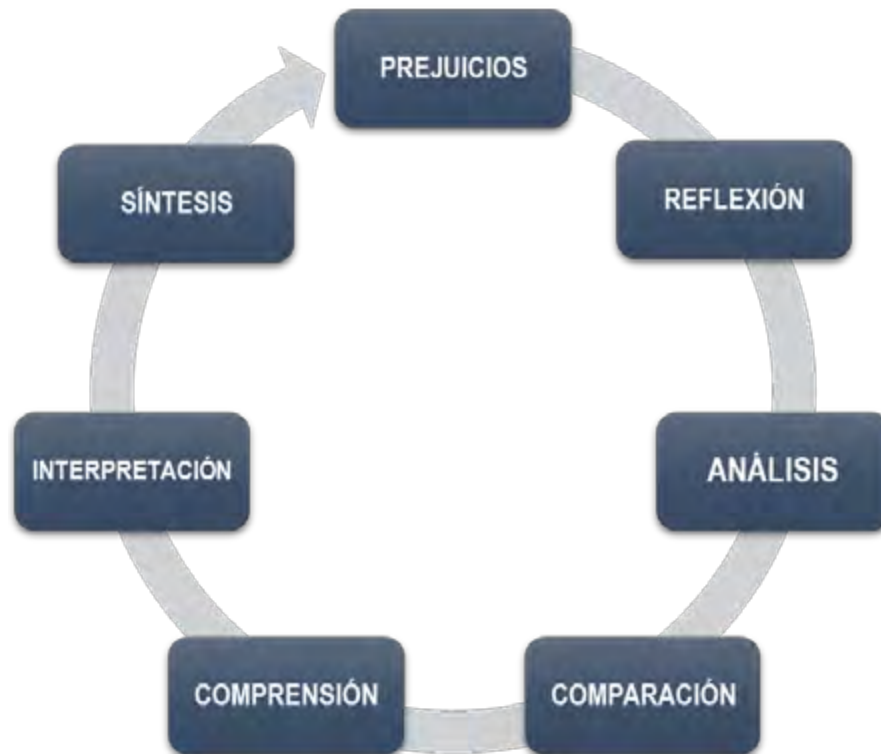 PREJUICIOS
REFLEXIÓN
ANÁLISIS
COMPARACIÓN
COMPRENSIÓN
INTERPRETACIÓN
SÍNTESIS